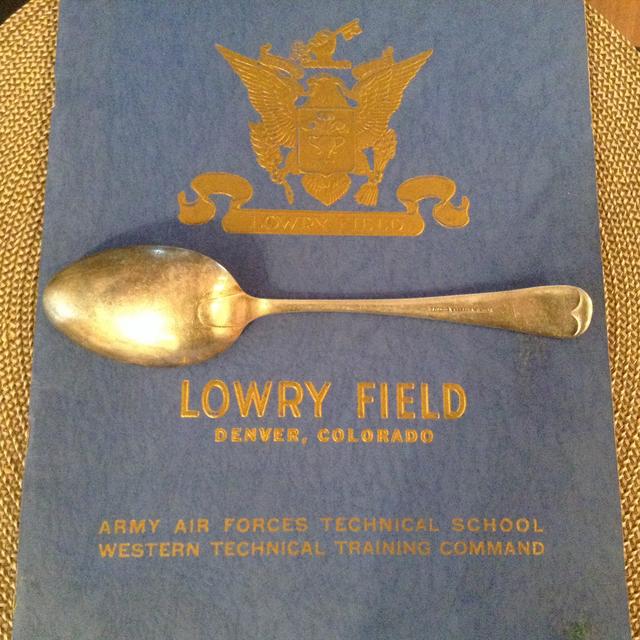 LOWRY FIELD
LOWRY FIELD
DENVER, COLORADO
ARMY AIR FORCES TECHNICAL SCHOOL
WESTERN TECHNICAL TRAINING COMMAND